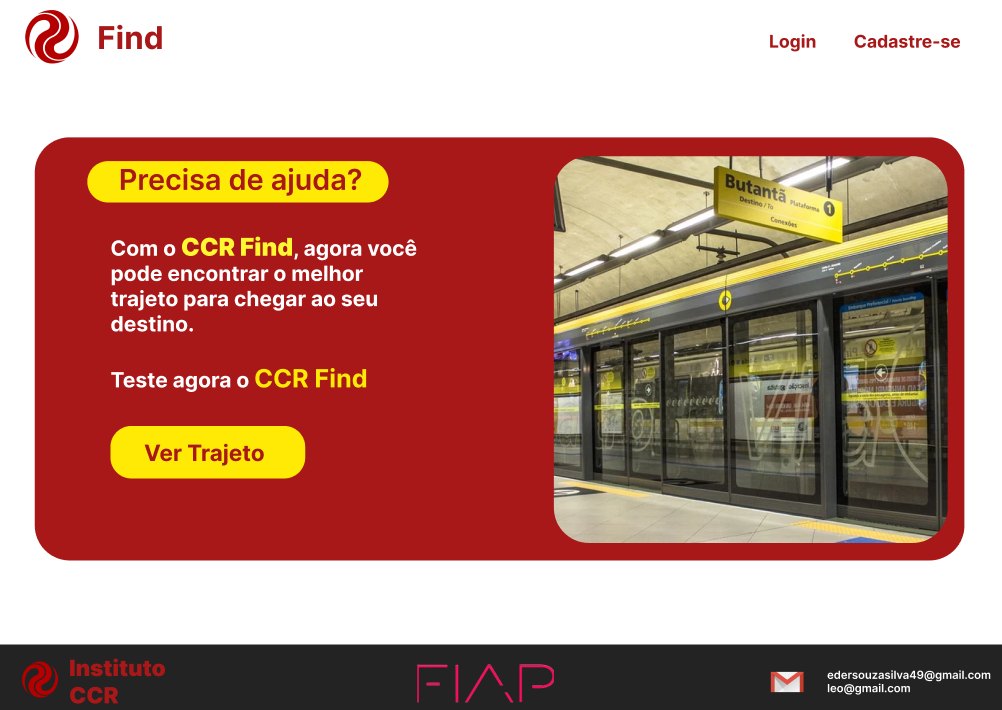 Find
Login
Cadastre-se
Precisa de ajuda?
Com o CCR Find, agora você
pode encontrar o melhor
trajeto para chegar ao seu
destino.
Teste agora o CCR Find
Ver Trajeto
Butantã
Plataforma 1
Destino / To
Conexões
Instituto
CCR
FIAP
edersouzasilva49@gmail.com
leo@gmail.com